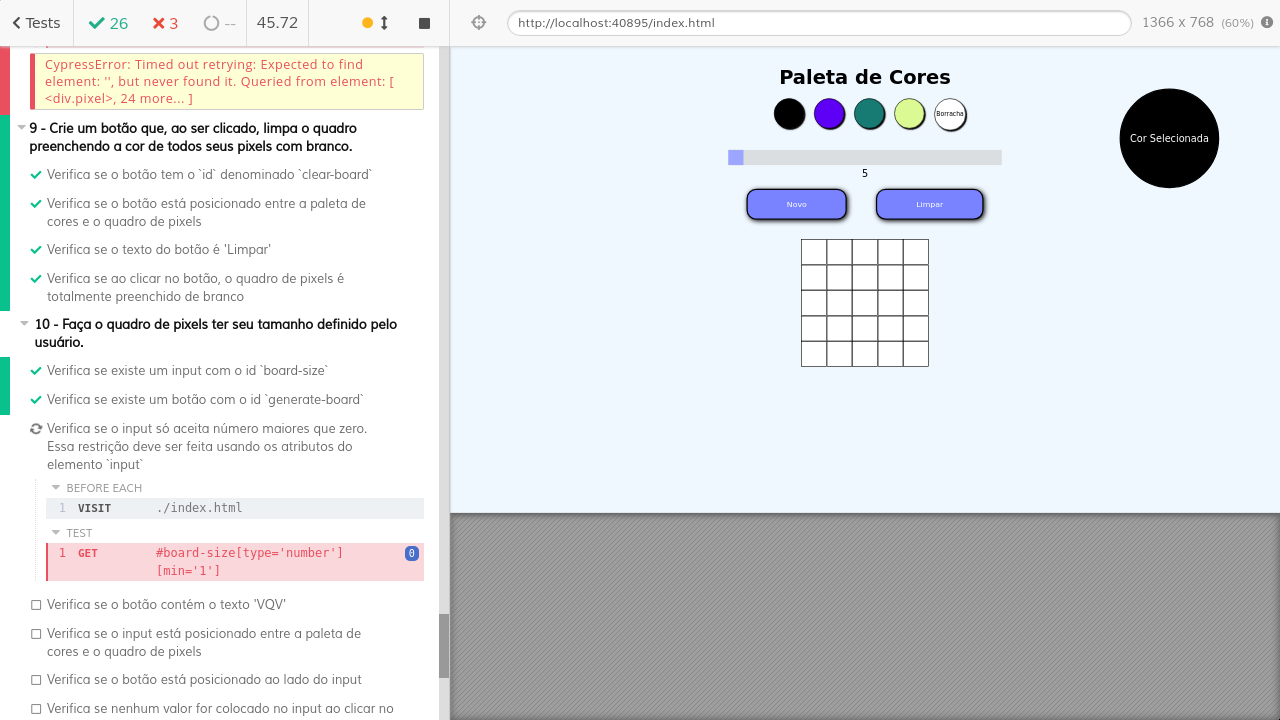 Tests
26
3
--
45.72
http://localhost:40895/index.html
1366 x 768 (60%)
CypressError: Timed out retrying: Expected to find
element: '', but never found it. Queried from element: [
<div.pixel>, 24 more... ]
9 - Crie um botão que, ao ser clicado, limpa o quadro
preenchendo a cor de todos seus pixels com branco.
Verifica se o botão tem o `id` denominado `clear-board`
Verifica se o botão está posicionado entre a paleta de
cores e o quadro de pixels
Verifica se o texto do botão é 'Limpar'
Verifica se ao clicar no botão, o quadro de pixels é
totalmente preenchido de branco
10 - Faça o quadro de pixels ter seu tamanho definido pelo
usuário.
Verifica se existe um input com o id `board-size`
Verifica se existe um botão com o id `generate-board`
Verifica se o input só aceita número maiores que zero.
Essa restrição deve ser feita usando os atributos do
elemento `input`
BEFORE EACH
1 VISIT ./index.html
TEST
1 GET #board-size[type='number'] 0
[min='1']
Verifica se o botão contém o texto 'VQV'
Verifica se o input está posicionado entre a paleta de
cores e o quadro de pixels
Verifica se o botão está posicionado ao lado do input
Verifica se nenhum valor for colocado no input ao clicar no
Paleta de Cores
Borracha
Cor Selecionada
5
Novo
Limpar